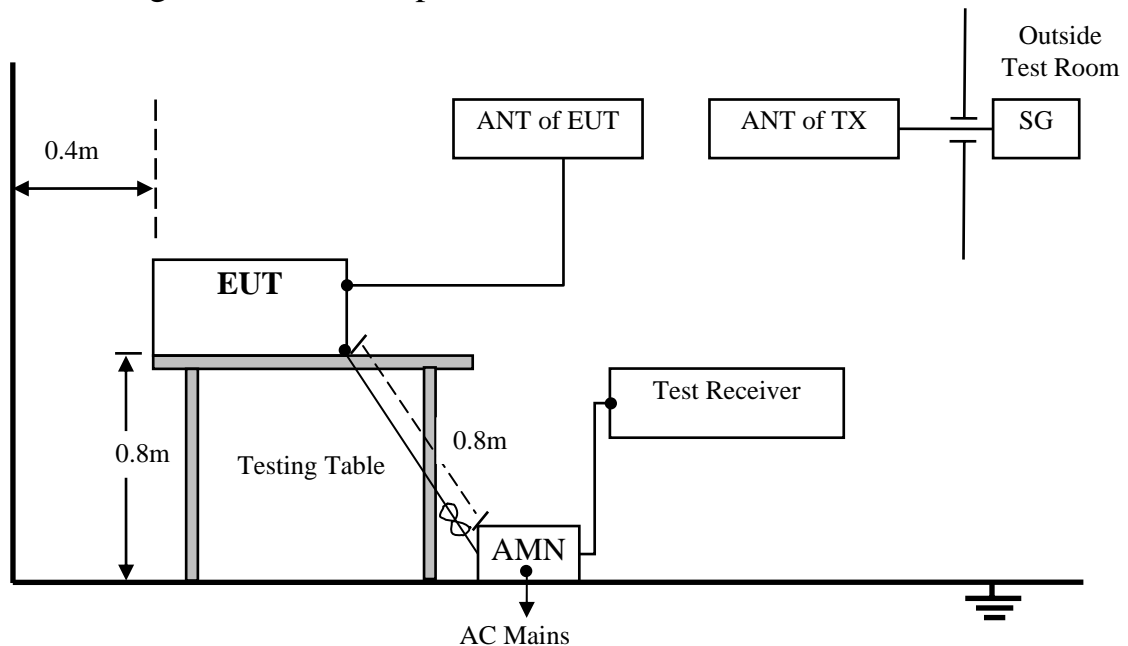 Outside
Test Room
ANT of EUT
ANT of TX
SG
0.4m
EUT
Test Receiver
0.8m
0.8m
Testing Table
AMN
AC Mains